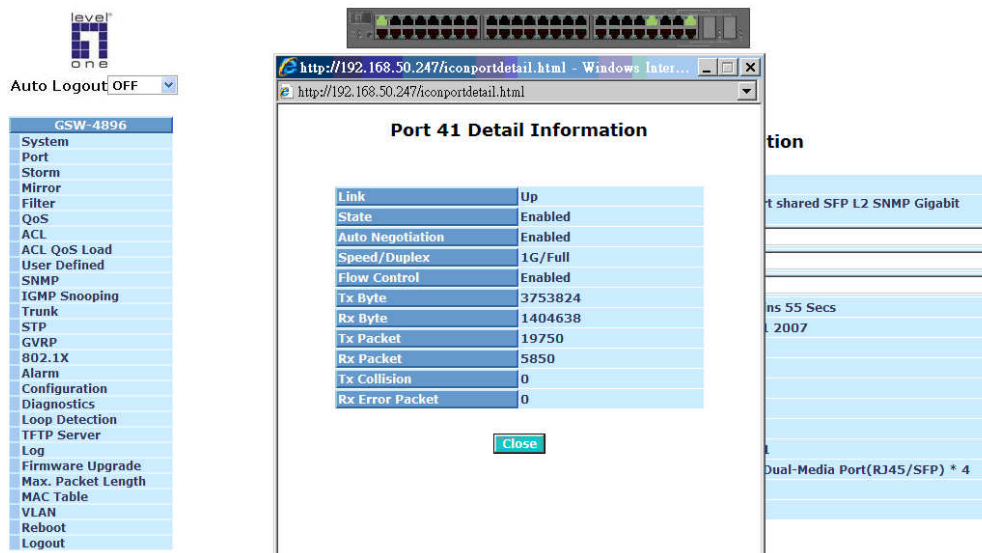 level
one
Auto Logout OFF
GSW-4896
System
Port
Storm
Mirror
Filter
QoS
ACL
ACL QoS Load
User Defined
SNMP
IGMP Snooping
Trunk
STP
GVRP
802.1X
Alarm
Configuration
Diagnostics
Loop Detection
TFTP Server
Log
Firmware Upgrade
Max. Packet Length
MAC Table
VLAN
Reboot
Logout
http://192.168.50.247/iconportdetail.html - Windows Inter...
http://192.168.50.247/iconportdetail.html
Port 41 Detail Information
Link Up
State Enabled
Auto Negotiation Enabled
Speed/Duplex 1G/Full
Flow Control Enabled
Tx Byte 3753824
Rx Byte 1404638
Tx Packet 19750
Rx Packet 5850
Tx Collision 0
Rx Error Packet 0
Close
tion
rt shared SFP L2 SNMP Gigabit
ns 55 Secs
1 2007
1
Dual-Media Port(RJ45/SFP) * 4